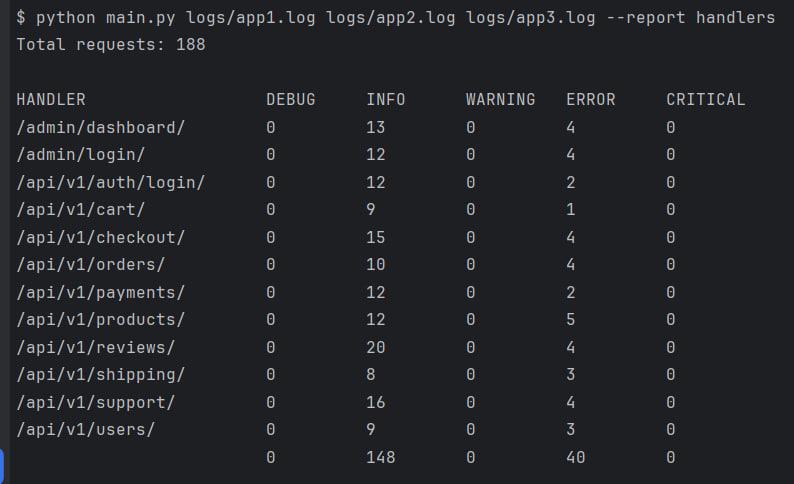 $ python main.py logs/app1.log logs/app2.log logs/app3.log --report handlers
Total requests: 188
HANDLER DEBUG INFO WARNING ERROR CRITICAL
/admin/dashboard/ 0 13 0 4 0
/admin/login/ 0 12 0 4 0
/api/v1/auth/login/ 0 12 0 2 0
/api/v1/cart/ 0 9 0 1 0
/api/v1/checkout/ 0 15 0 4 0
/api/v1/orders/ 0 10 0 4 0
/api/v1/payments/ 0 12 0 2 0
/api/v1/products/ 0 12 0 5 0
/api/v1/reviews/ 0 20 0 4 0
/api/v1/shipping/ 0 8 0 3 0
/api/v1/support/ 0 16 0 4 0
/api/v1/users/ 0 9 0 3 0
0 148 0 40 0